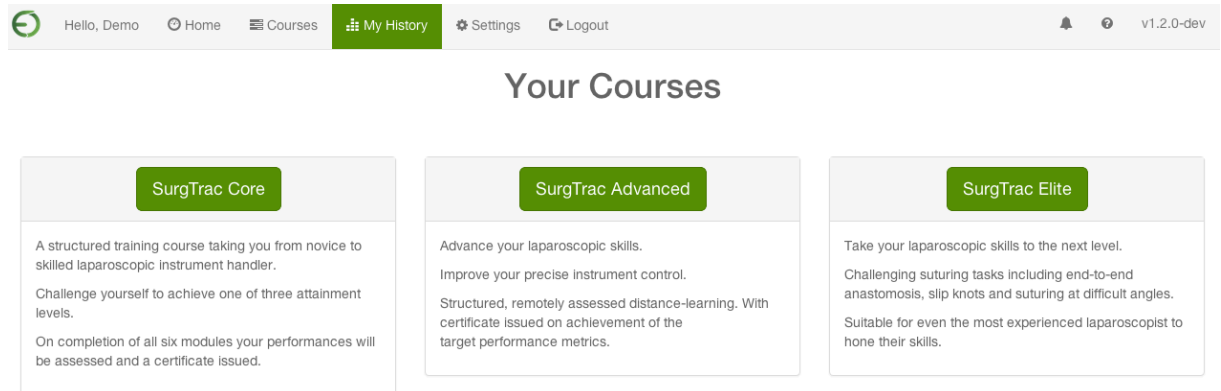 Hello, Demo Home Courses My History Settings Logout v1.2.0-dev
Your Courses
SurgTrac Core
A structured training course taking you from novice to
skilled laparoscopic instrument handler.
Challenge yourself to achieve one of three attainment
levels.
On completion of all six modules your performances will
be assessed and a certificate issued.
SurgTrac Advanced
Advance your laparoscopic skills.
Improve your precise instrument control.
Structured, remotely assessed distance-learning. With
certificate issued on achievement of the
target performance metrics.
SurgTrac Elite
Take your laparoscopic skills to the next level.
Challenging suturing tasks including end-to-end
anastomosis, slip knots and suturing at difficult angles.
Suitable for even the most experienced laparoscopist to
hone their skills.